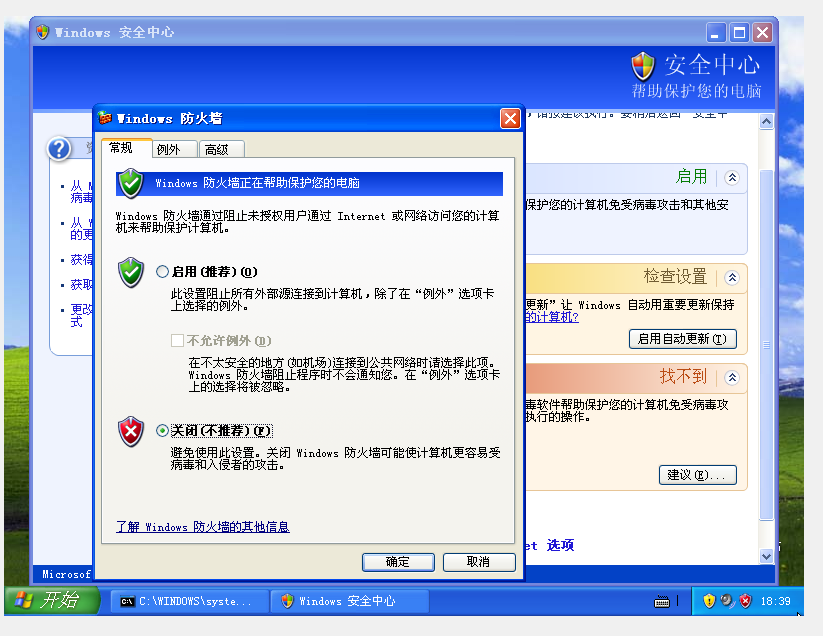 Windows 安全中心
安全中心
帮助保护您的电脑
Windows 防火墙
常规
例外
高级
Windows 防火墙正在帮助保护您的电脑
Windows 防火墙通过阻止未授权用户通过 Internet 或网络访问您的计算
机来帮助保护计算机。
启用(推荐)(O)
此设置阻止所有外部源连接到计算机，除了在“例外”选项卡
上选择的例外。
不允许例外(D)
在不太安全的地方(如机场)连接到公共网络时请选择此项。
Windows 防火墙阻止程序时不会通知您。在“例外”选项卡
上的选择将被忽略。
关闭(不推荐)(F)
避免使用此设置。关闭 Windows 防火墙可能使计算机更容易受
病毒和入侵者的攻击。
了解 Windows 防火墙的其他信息
确定
取消
从
病毒
从
的更
获得
获取
更改
式
启用
保护您的计算机免受病毒攻击和其他安
检查设置
更新”让 Windows 自动用重要更新保持
的计算机?
启用自动更新(T)
找不到
毒软件帮助保护您的计算机免受病毒攻
执行的操作。
建议(E)...
et 选项
Microsof
开始
C:\WINDOWS\syste...
Windows 安全中心
18:39